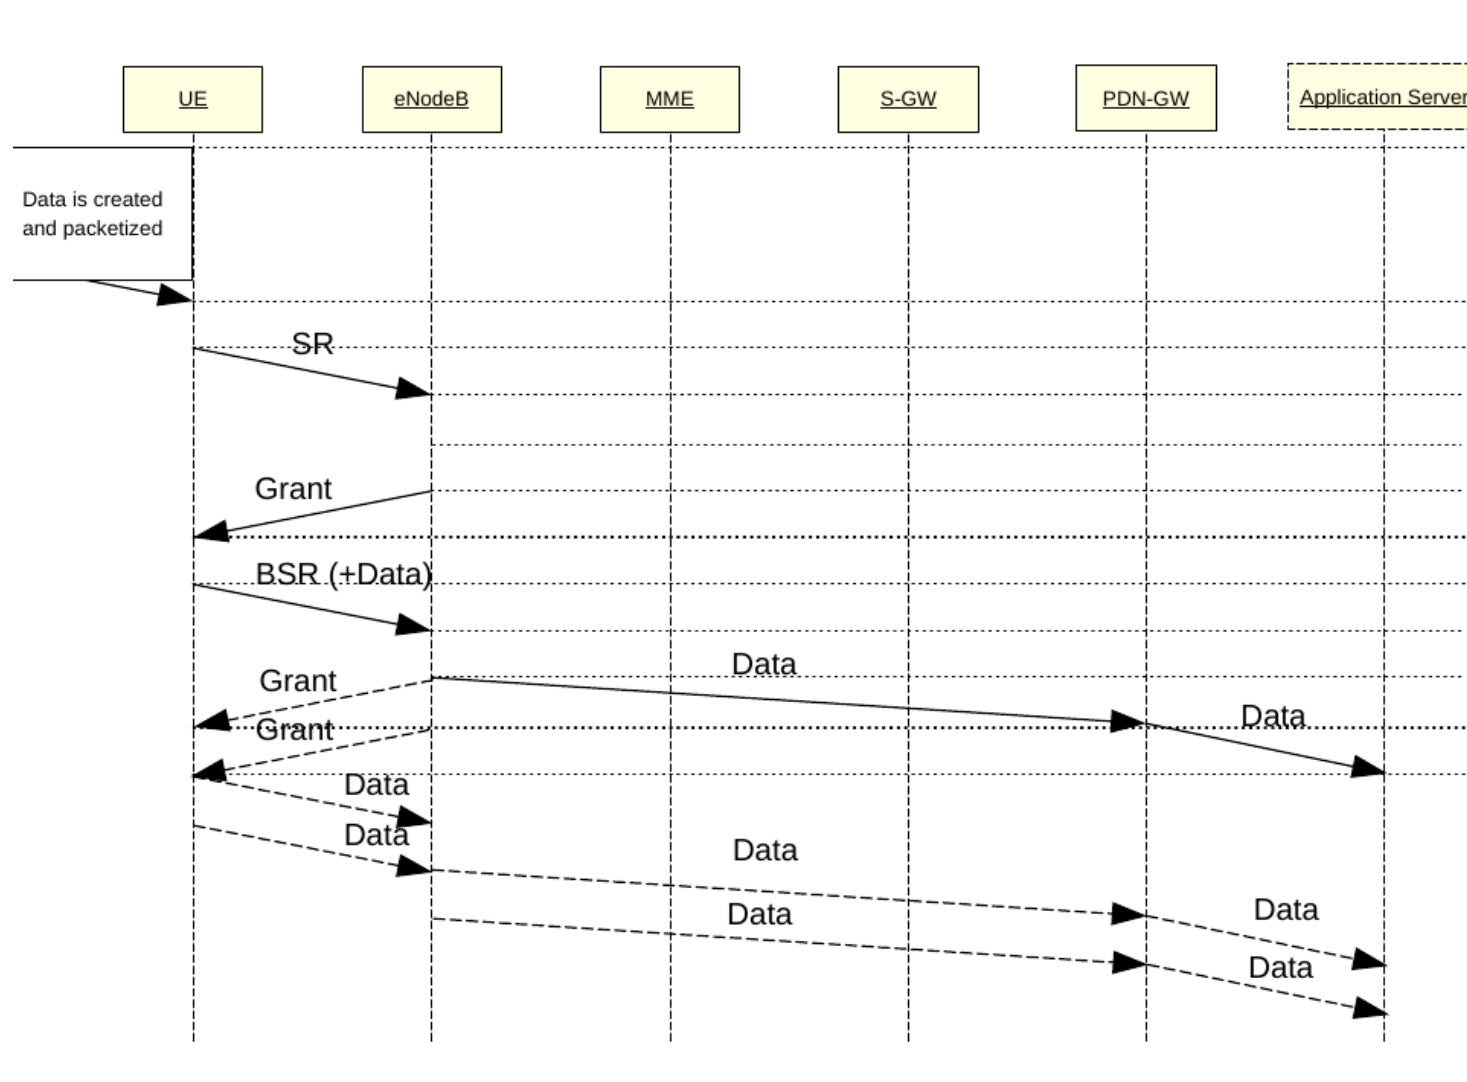 UE
eNodeB
MME
S-GW
PDN-GW
Application Server
Data is created
and packetized
SR
Grant
BSR (+Data)
Data
Grant
Data
Grant
Data
Data
Data
Data
Data
Data